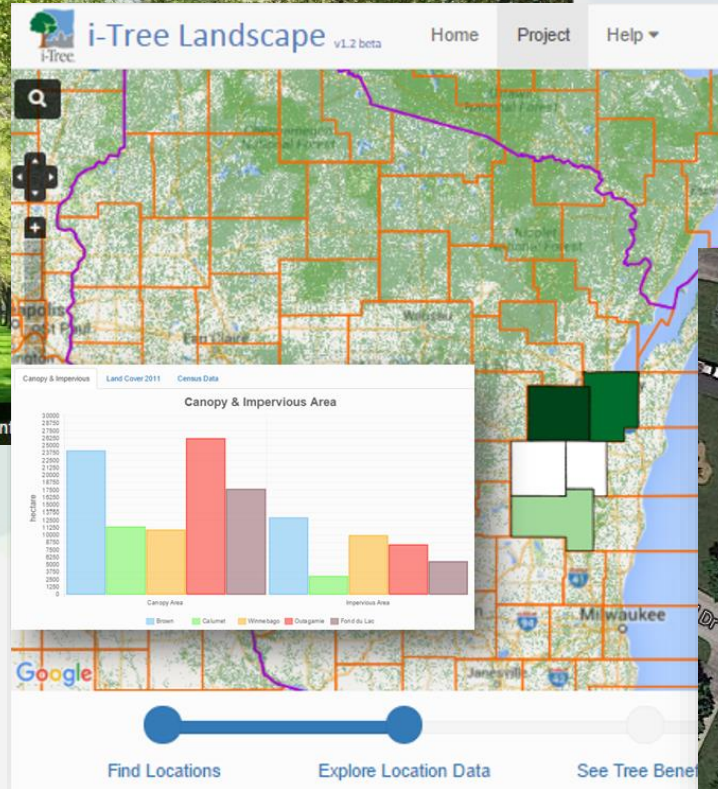 i-Tree Landscape v1.2 beta
Home Project Help
i-Tree
National Forest
Nicolet
National Forest
Wausau
Eau Claire
Canopy & Impervious Land Cover 2011 Census Data
Canopy & Impervious Area
hectare
30000
28750
27500
26250
25000
23750
22500
21250
20000
18750
17500
16250
15000
13750
12500
11250
10000
8750
7500
6250
5000
3750
2500
1250
0
Canopy Area Impervious Area
Brown Calumet Winnebago Outagamie Fond du Lac
41
94
Milwaukee
Janesville
43
Dr
Google
Find Locations Explore Location Data See Tree Benef